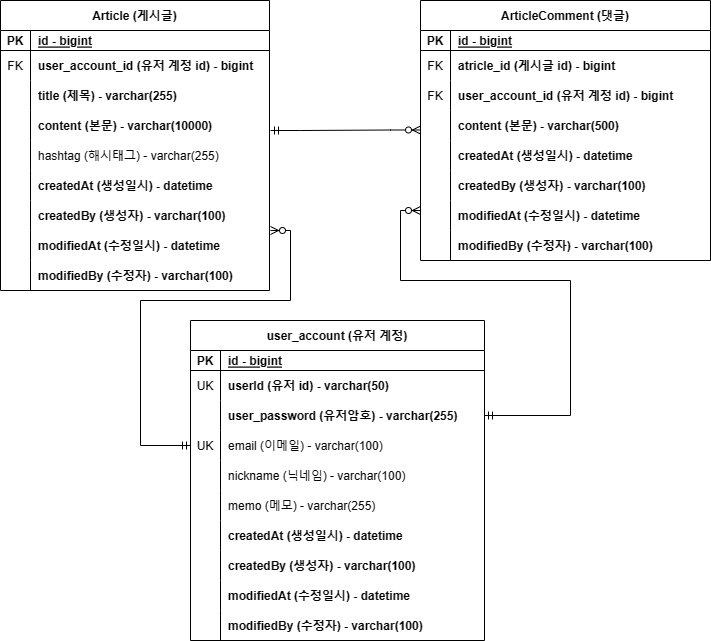 Article (게시글)
PK id - bigint
FK user_account_id (유저 계정 id) - bigint
title (제목) - varchar(255)
content (본문) - varchar(10000)
hashtag (해시태그) - varchar(255)
createdAt (생성일시) - datetime
createdBy (생성자) - varchar(100)
modifiedAt (수정일시) - datetime
modifiedBy (수정자) - varchar(100)
ArticleComment (댓글)
PK id - bigint
FK atricle_id (게시글 id) - bigint
FK user_account_id (유저 계정 id) - bigint
content (본문) - varchar(500)
createdAt (생성일시) - datetime
createdBy (생성자) - varchar(100)
modifiedAt (수정일시) - datetime
modifiedBy (수정자) - varchar(100)
user_account (유저 계정)
PK id - bigint
UK userId (유저 id) - varchar(50)
user_password (유저암호) - varchar(255)
UK email (이메일) - varchar(100)
nickname (닉네임) - varchar(100)
memo (메모) - varchar(255)
createdAt (생성일시) - datetime
createdBy (생성자) - varchar(100)
modifiedAt (수정일시) - datetime
modifiedBy (수정자) - varchar(100)